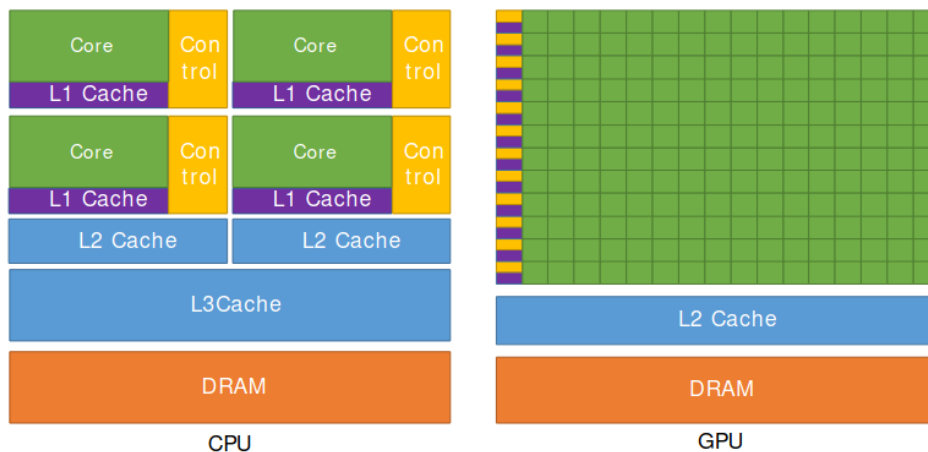 Core
Con
trol
L1 Cache
Core
Con
trol
L1 Cache
Core
Con
trol
L1 Cache
Core
Con
trol
L1 Cache
L2 Cache
L2 Cache
L3Cache
DRAM
CPU
L2 Cache
DRAM
GPU